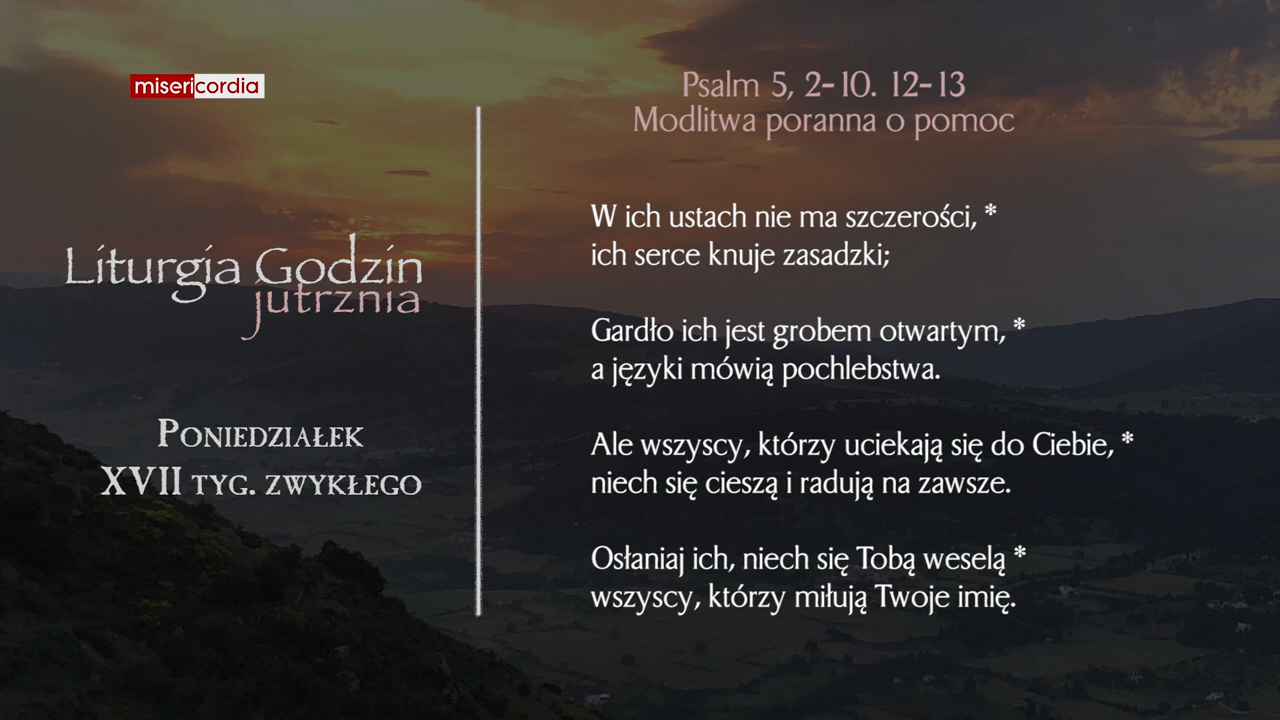 misericordia
Liturgia Godzin
jutrznia
Poniedziałek
XVII tyg. zwykłego
Psalm 5, 2-10. 12-13
Modlitwa poranna o pomoc
W ich ustach nie ma szczerości, *
ich serce knuje zasadzki;
Gardło ich jest grobem otwartym, *
a języki mówią pochlebstwa.
Ale wszyscy, którzy uciekają się do Ciebie, *
niech się cieszą i radują na zawsze.
Osłaniaj ich, niech się Tobą weselą *
wszyscy, którzy miłują Twoje imię.